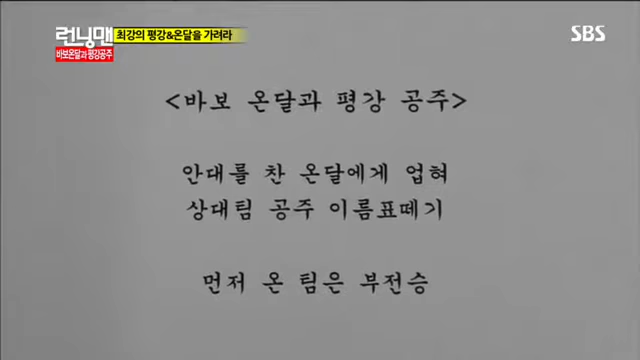 런닝맨 최강의 평강&온달을 가려라
바보온달과 평강공주
SBS
<바보 온달과 평강 공주>
안대를 찬 온달에게 업혀
상대팀 공주 이름표떼기
먼저 온 팀은 부전승